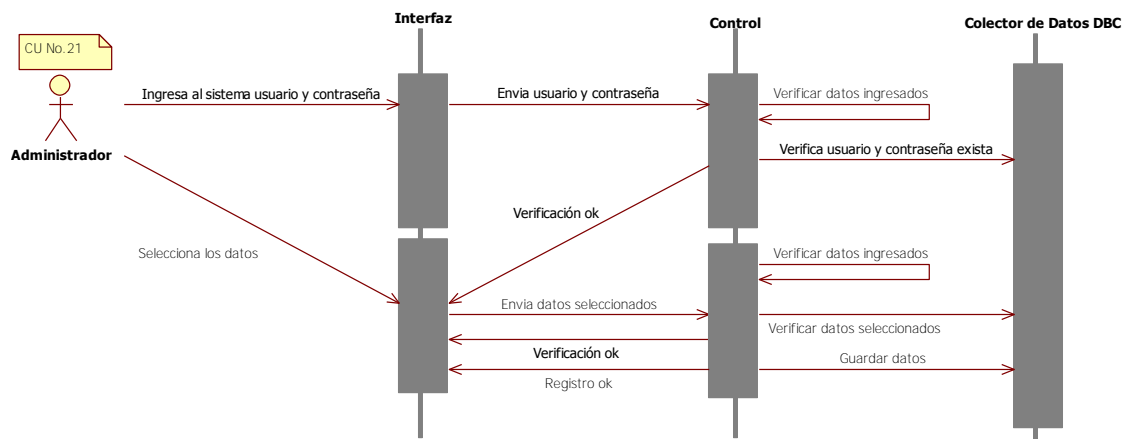 Interfaz
Control
Colector de Datos DBC
CU No.21
Administrador
Ingresa al sistema usuario y contraseña
Envia usuario y contraseña
Verificar datos ingresados
Verifica usuario y contraseña exista
Verificación ok
Selecciona los datos
Verificar datos ingresados
Envia datos seleccionados
Verificar datos seleccionados
Verificación ok
Guardar datos
Registro ok